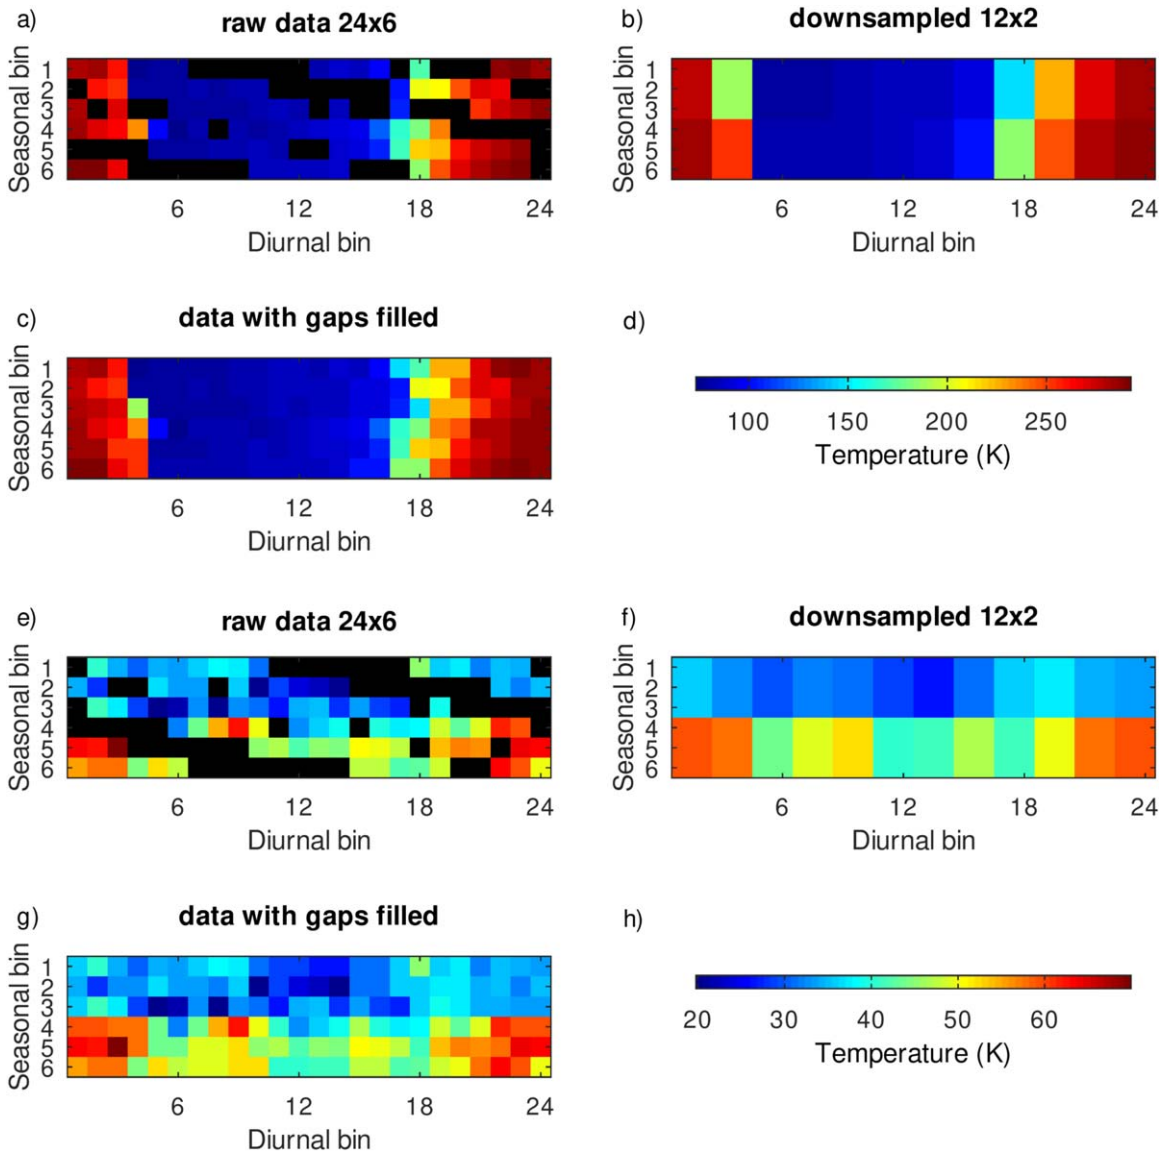 a)
raw data 24x6
Seasonal bin
1
2
3
4
5
6
6 12 18 24
Diurnal bin
b)
downsampled 12x2
Seasonal bin
1
2
3
4
5
6
6 12 18 24
Diurnal bin
c)
data with gaps filled
Seasonal bin
1
2
3
4
5
6
6 12 18 24
Diurnal bin
d)
100 150 200 250
Temperature (K)
e)
raw data 24x6
Seasonal bin
1
2
3
4
5
6
6 12 18 24
Diurnal bin
f)
downsampled 12x2
Seasonal bin
1
2
3
4
5
6
6 12 18 24
Diurnal bin
g)
data with gaps filled
Seasonal bin
1
2
3
4
5
6
6 12 18 24
Diurnal bin
h)
20 30 40 50 60
Temperature (K)